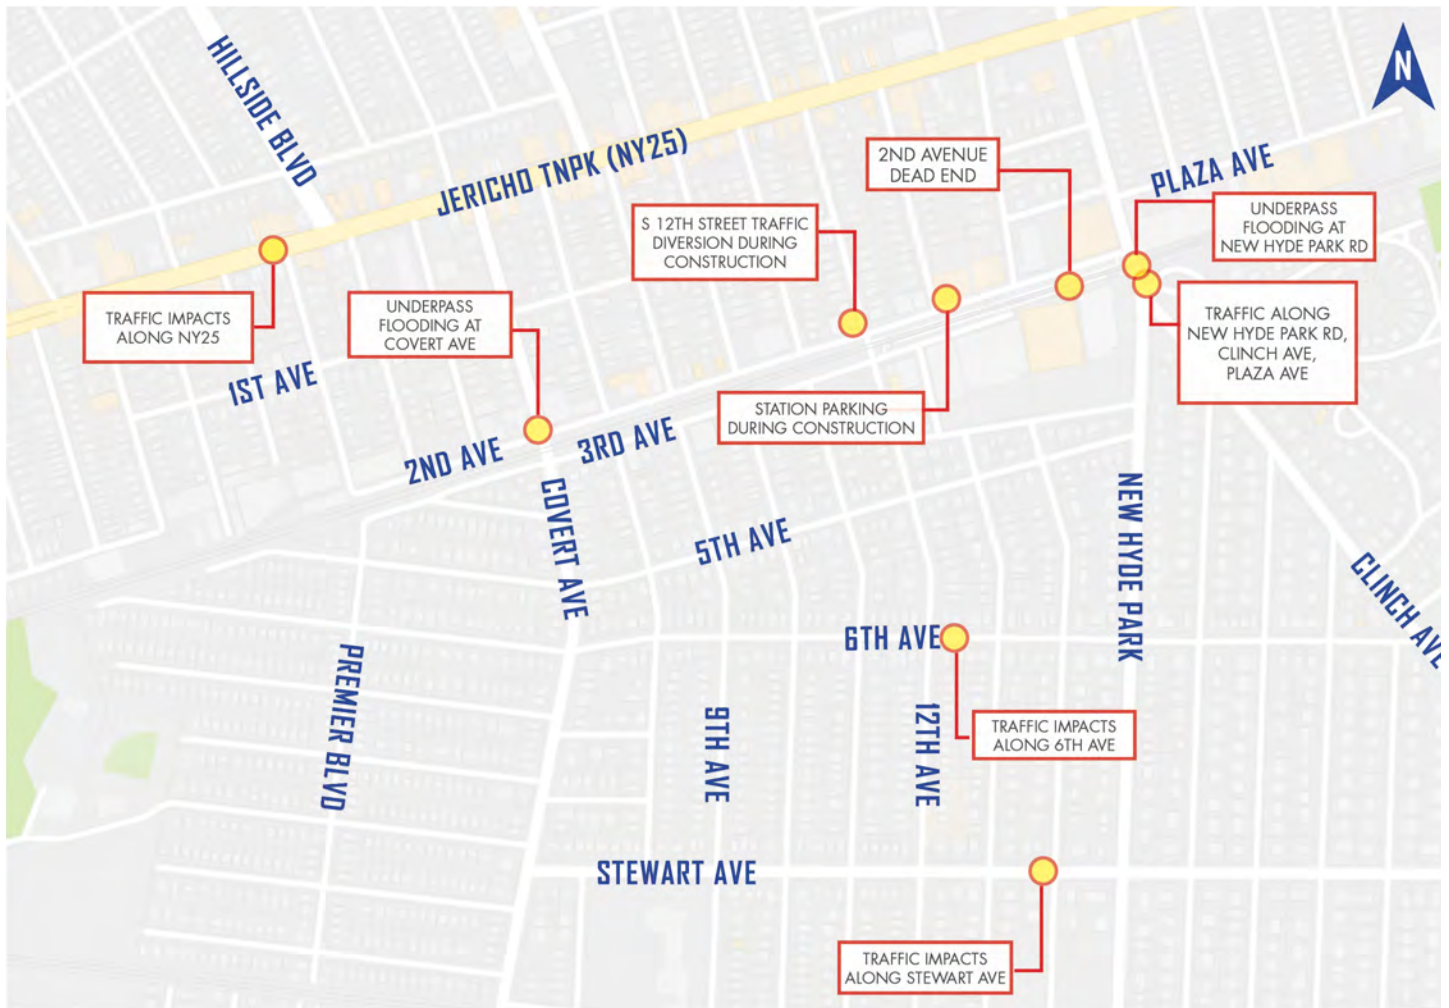 N
HILLSIDE BLVD
JERICHO TNPK (NY25)
2ND AVENUE
DEAD END
PLAZA AVE
S 12TH STREET TRAFFIC
DIVERSION DURING
CONSTRUCTION
UNDERPASS
FLOODING AT
NEW HYDE PARK RD
TRAFFIC IMPACTS
ALONG NY25
UNDERPASS
FLOODING AT
COVERT AVE
TRAFFIC ALONG
NEW HYDE PARK RD,
CLINCH AVE,
PLAZA AVE
1ST AVE
STATION PARKING
DURING CONSTRUCTION
2ND AVE
3RD AVE
COVERT AVE
5TH AVE
NEW HYDE PARK
CLINCH AVE
6TH AVE
PREMIER BLVD
9TH AVE
12TH AVE
TRAFFIC IMPACTS
ALONG 6TH AVE
STEWART AVE
TRAFFIC IMPACTS
ALONG STEWART AVE